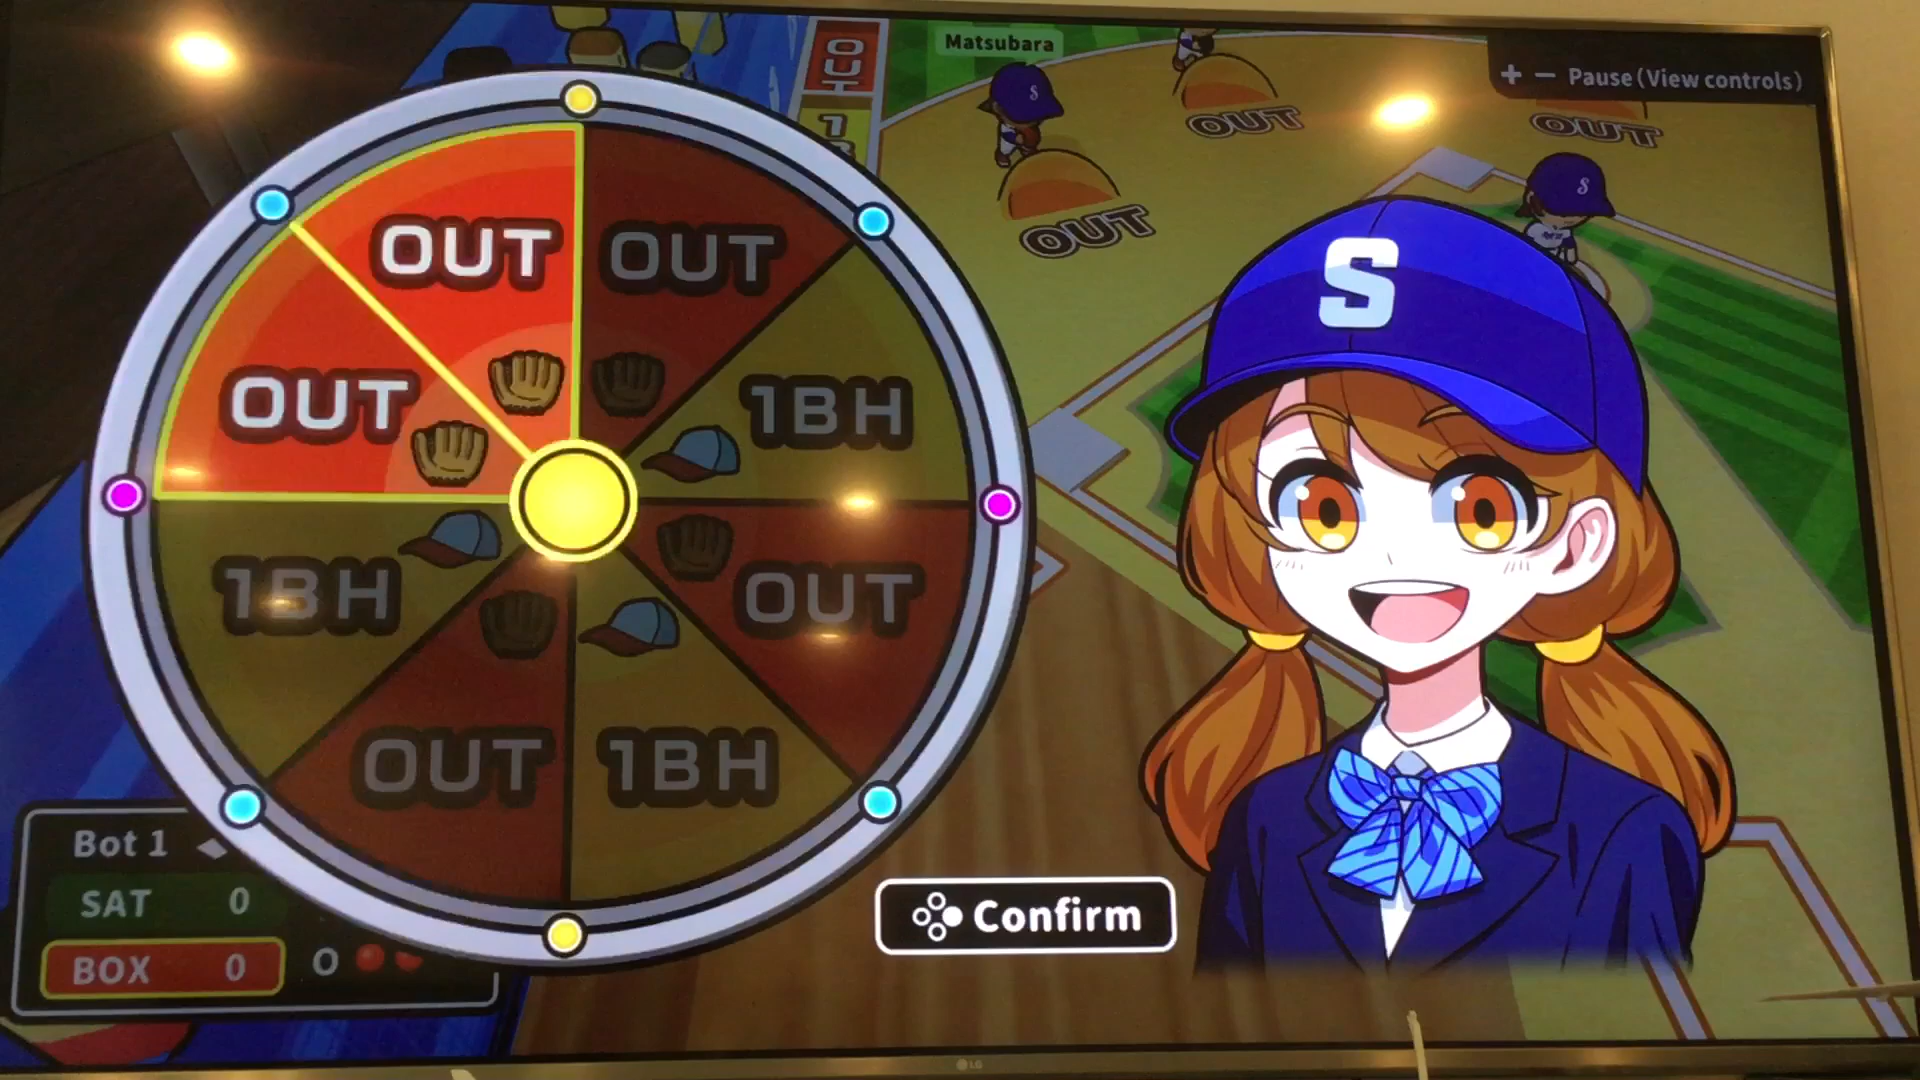 OUT
1
Matsubara
+ - Pause(View controls)
OUT
OUT
OUT
S
S
S
OUT
OUT
OUT
1BH
1BH
OUT
OUT
1BH
Bot 1
SAT 0
BOX 0
O
Confirm
LG